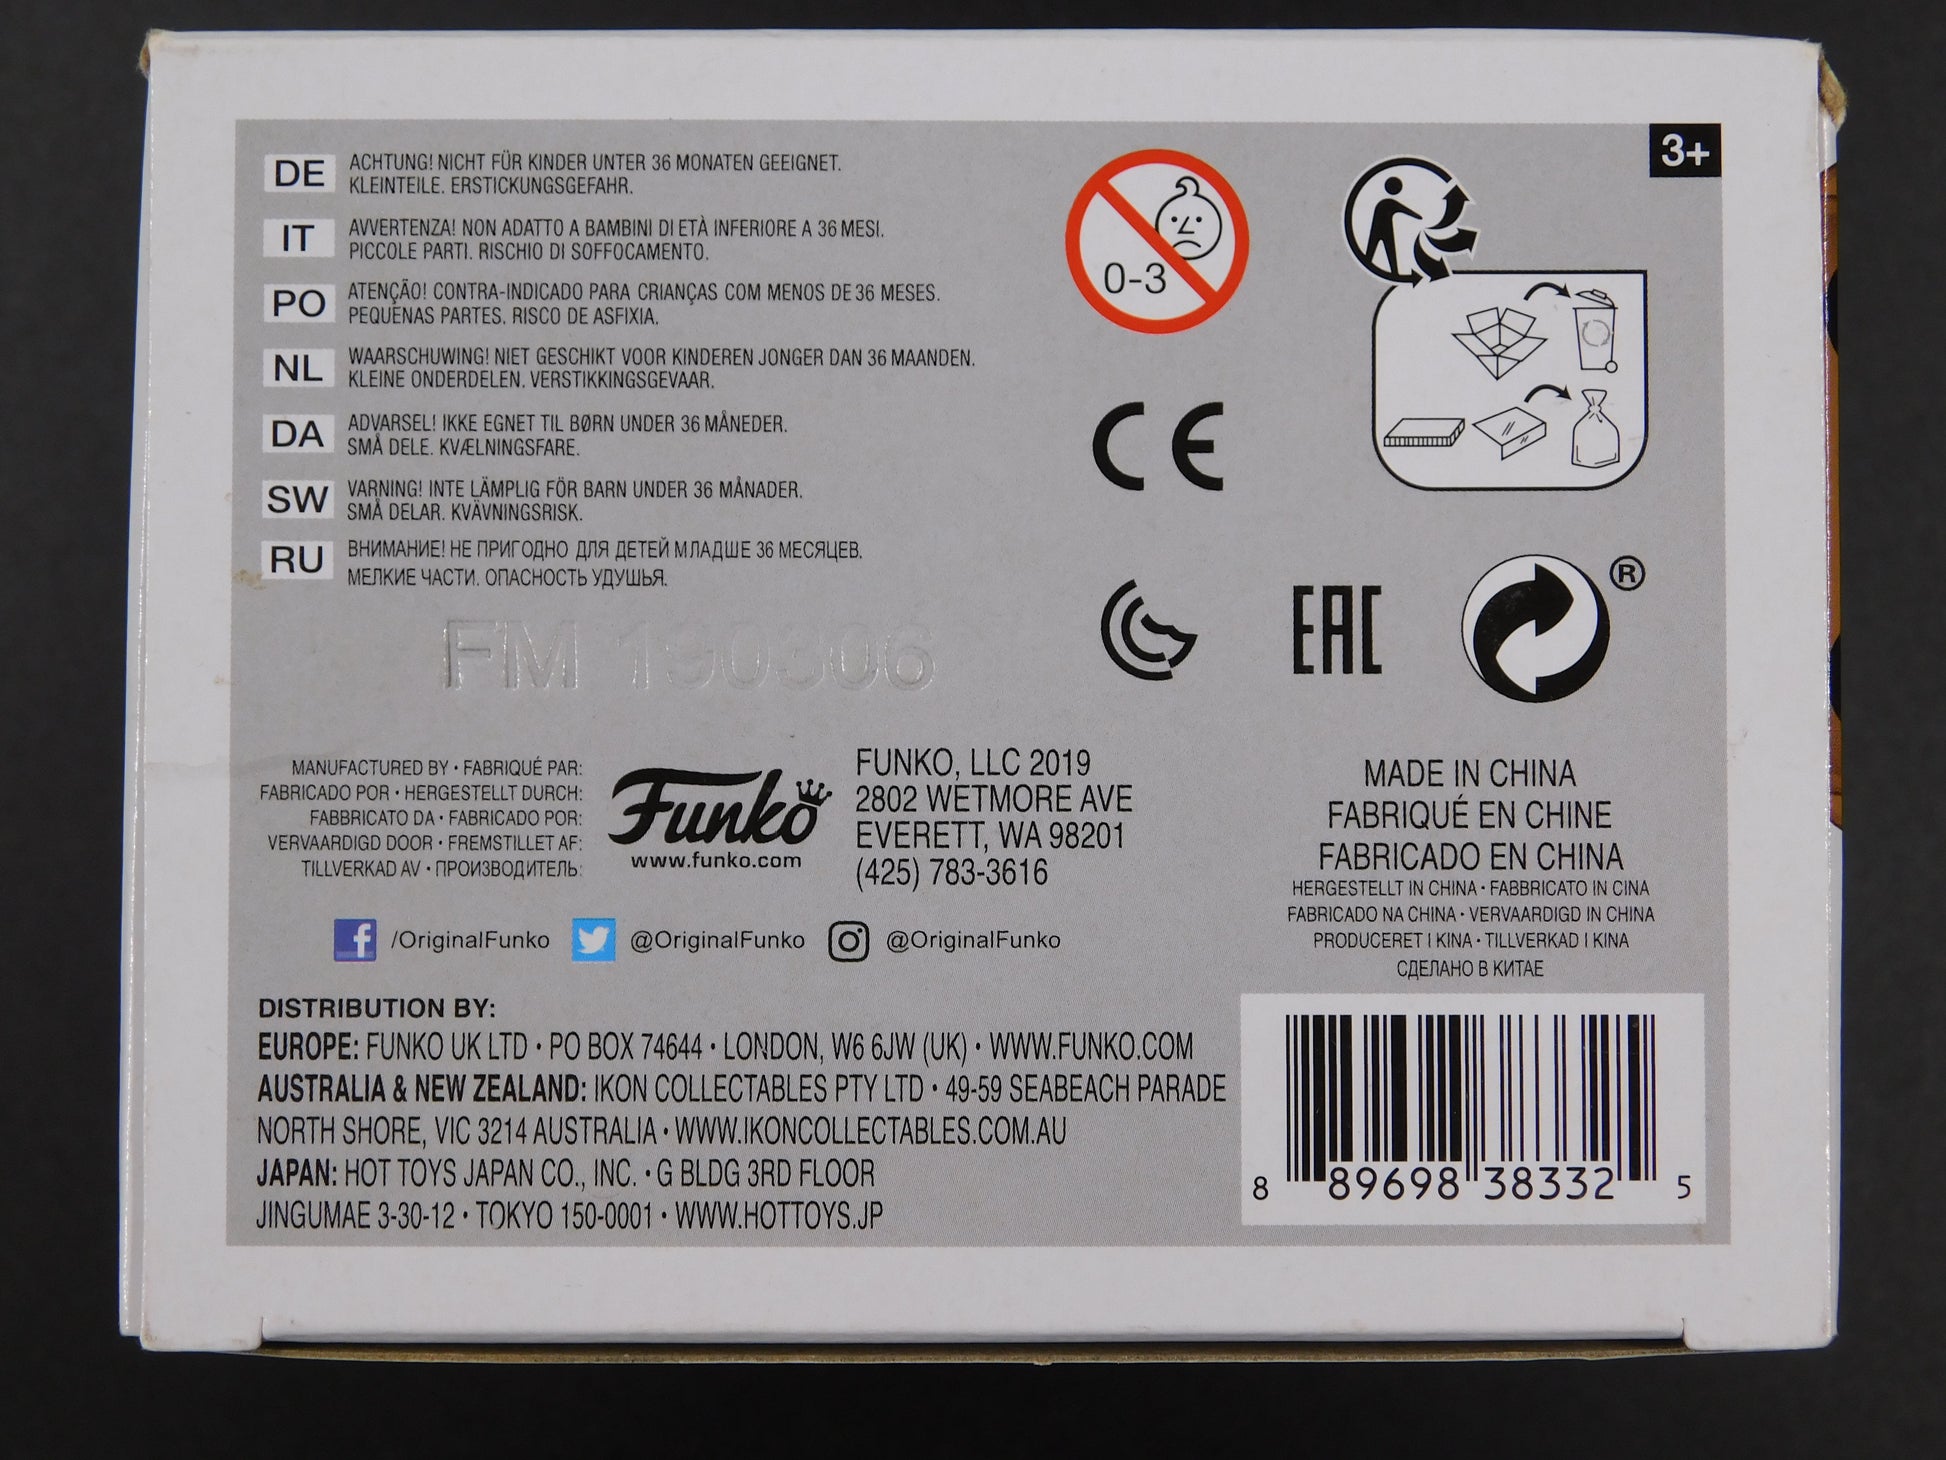 3+
DE ACHTUNG! NICHT FÜR KINDER UNTER 36 MONATEN GEEIGNET.
KLEINTEILE. ERSTICKUNGSGEFAHR.
IT AVVERTENZA! NON ADATTO A BAMBINI DI ETÀ INFERIORE A 36 MESI.
PICCOLE PARTI. RISCHIO DI SOFFOCAMENTO.
PO ATENÇÃO! CONTRA-INDICADO PARA CRIANÇAS COM MENOS DE 36 MESES.
PEQUENAS PARTES. RISCO DE ASFIXIA.
NL WAARSCHUWING! NIET GESCHIKT VOOR KINDEREN JONGER DAN 36 MAANDEN.
KLEINE ONDERDELEN. VERSTIKKINGSGEVAAR.
DA ADVARSEL! IKKE EGNET TIL BØRN UNDER 36 MÅNEDER.
SMÅ DELE. KVÆLNINGSFARE.
SW VARNING! INTE LÄMPLIG FÖR BARN UNDER 36 MÅNADER.
SMÅ DELAR. KVÄVNINGSRISK.
RU ВНИМАНИЕ! НЕ ПРИГОДНО ДЛЯ ДЕТЕЙ МЛАДШЕ 36 МЕСЯЦЕВ.
МЕЛКИЕ ЧАСТИ. ОПАСНОСТЬ УДУШЬЯ.
0-3
CE
EAC
®
FM 190306
MANUFACTURED BY • FABRIQUÉ PAR:
FABRICADO POR • HERGESTELLT DURCH:
FABBRICATO DA • FABRICADO POR:
VERVAARDIGD DOOR • FREMSTILLET AF:
TILLVERKAD AV • ПРОИЗВОДИТЕЛЬ:
Funko
www.funko.com
FUNKO, LLC 2019
2802 WETMORE AVE
EVERETT, WA 98201
(425) 783-3616
/OriginalFunko @OriginalFunko @OriginalFunko
MADE IN CHINA
FABRIQUÉ EN CHINE
FABRICADO EN CHINA
HERGESTELLT IN CHINA • FABBRICATO IN CINA
FABRICADO NA CHINA • VERVAARDIGD IN CHINA
PRODUCERET I KINA • TILLVERKAD I KINA
СДЕЛАНО В КИТАЕ
DISTRIBUTION BY:
EUROPE: FUNKO UK LTD • PO BOX 74644 • LONDON, W6 6JW (UK) • WWW.FUNKO.COM
AUSTRALIA & NEW ZEALAND: IKON COLLECTABLES PTY LTD • 49-59 SEABEACH PARADE
NORTH SHORE, VIC 3214 AUSTRALIA • WWW.IKONCOLLECTABLES.COM.AU
JAPAN: HOT TOYS JAPAN CO., INC. • G BLDG 3RD FLOOR
JINGUMAE 3-30-12 • TOKYO 150-0001 • WWW.HOTTOYS.JP
8 89698 38332 5